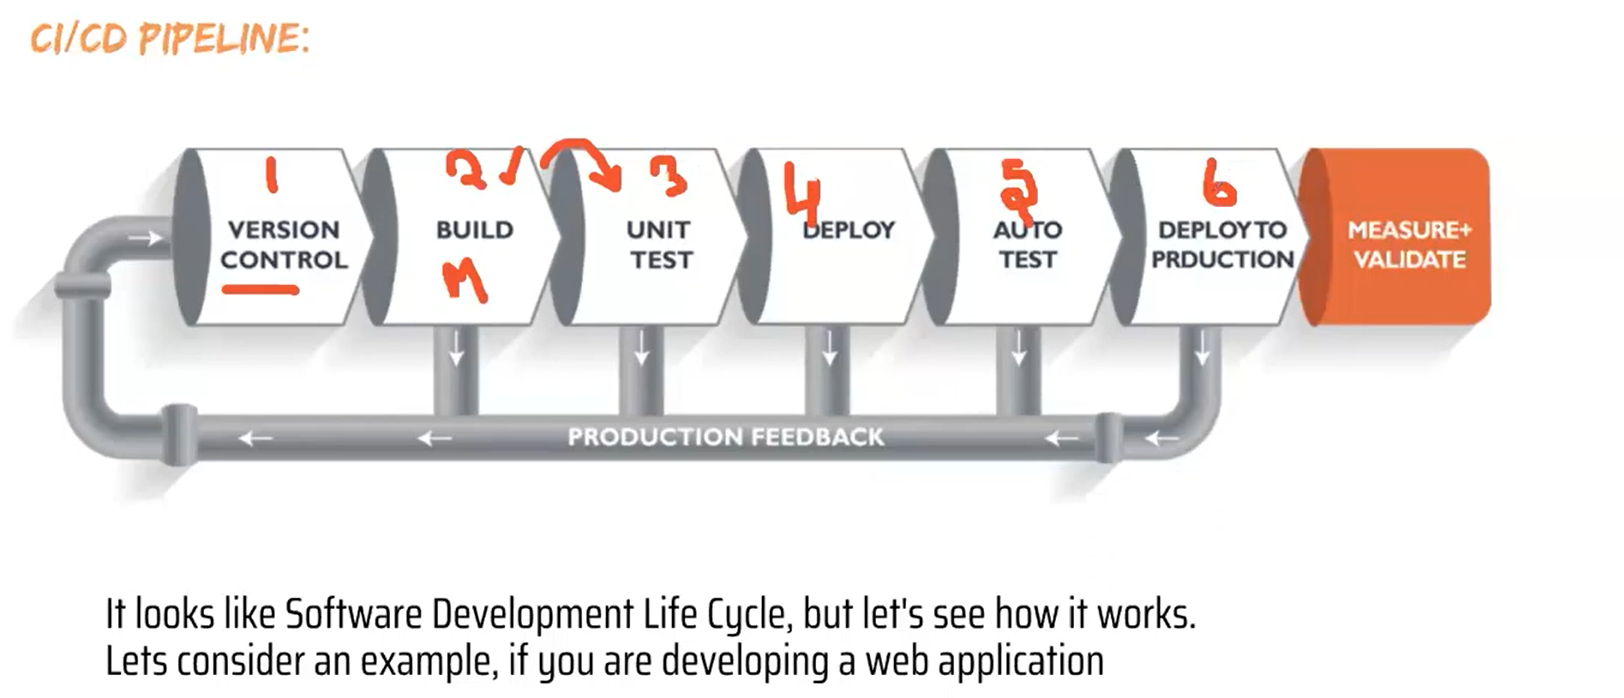 CI/CD PIPELINE:
1
2
3
4
5
6
VERSION
CONTROL
BUILD
M
UNIT
TEST
DEPLOY
AUTO
TEST
DEPLOY TO
PRDUCTION
MEASURE+
VALIDATE
PRODUCTION FEEDBACK
It looks like Software Development Life Cycle, but let's see how it works.
Lets consider an example, if you are developing a web application